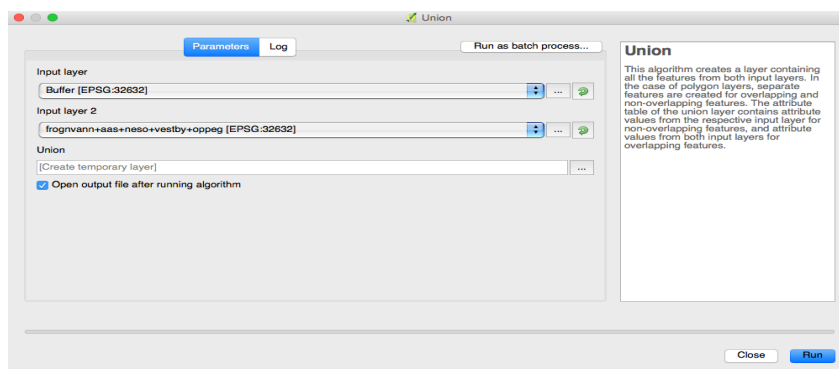 Union
Parameters
Log
Run as batch process...
Input layer
Buffer [EPSG:32632]
...
Input layer 2
frognvann+aas+neso+vestby+oppeg [EPSG:32632]
...
Union
[Create temporary layer]
...
Open output file after running algorithm
Union
This algorithm creates a layer containing
all the features from both input layers. In
the case of polygon layers, separate
features are created for overlapping and
non-overlapping features. The attribute
table of the union layer contains attribute
values from the respective input layer for
non-overlapping features, and attribute
values from both input layers for
overlapping features.
Close
Run